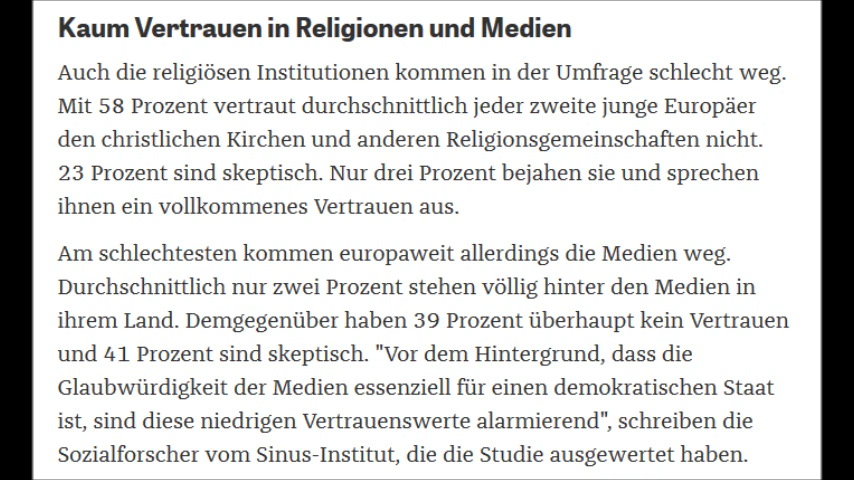 Kaum Vertrauen in Religionen und Medien
Auch die religiösen Institutionen kommen in der Umfrage schlecht weg.
Mit 58 Prozent vertraut durchschnittlich jeder zweite junge Europäer
den christlichen Kirchen und anderen Religionsgemeinschaften nicht.
23 Prozent sind skeptisch. Nur drei Prozent bejahen sie und sprechen
ihnen ein vollkommenes Vertrauen aus.
Am schlechtesten kommen europaweit allerdings die Medien weg.
Durchschnittlich nur zwei Prozent stehen völlig hinter den Medien in
ihrem Land. Demgegenüber haben 39 Prozent überhaupt kein Vertrauen
und 41 Prozent sind skeptisch. "Vor dem Hintergrund, dass die
Glaubwürdigkeit der Medien essenziell für einen demokratischen Staat
ist, sind diese niedrigen Vertrauenswerte alarmierend", schreiben die
Sozialforscher vom Sinus-Institut, die die Studie ausgewertet haben.